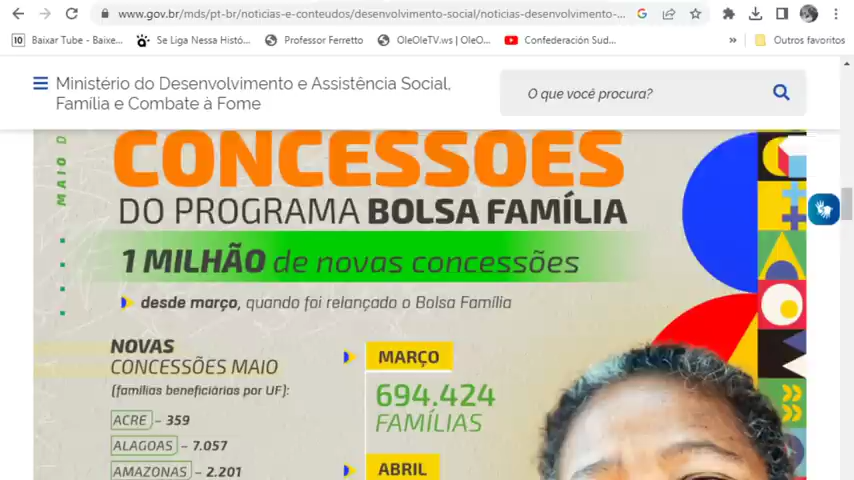 www.gov.br/mds/pt-br/noticias-e-conteudos/desenvolvimento-social/noticias-desenvolvimento-...
10 Baixar Tube - Baixe...
Se Liga Nessa Histó...
Professor Ferretto
OleOleTV.ws | OleO...
Confederación Sud...
»
Outros favoritos
Ministério do Desenvolvimento e Assistência Social,
Família e Combate à Fome
O que você procura?
MAIO D
CONCESSÕES
DO PROGRAMA BOLSA FAMÍLIA
1 MILHÃO de novas concessões
desde março, quando foi relançado o Bolsa Família
NOVAS
CONCESSÕES MAIO
(famílias beneficiárias por UF):
ACRE – 359
ALAGOAS – 7.057
AMAZONAS – 2.201
MARÇO
694.424
FAMÍLIAS
ABRIL